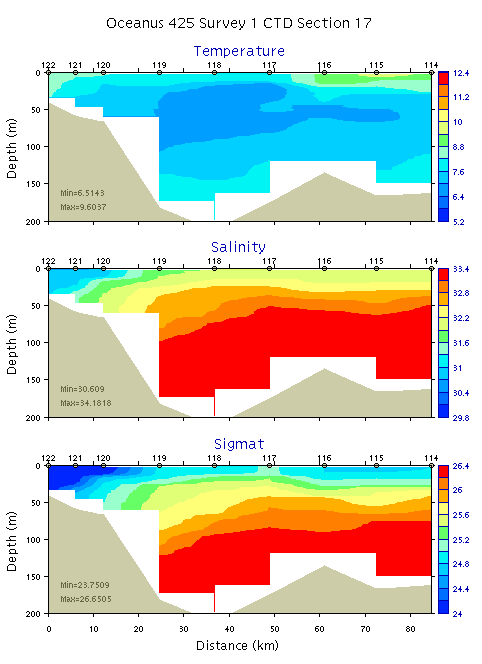 Oceanus 425 Survey 1 CTD Section 17
Temperature
122 121 120 119 118 117 116 115 114
0
50
100
150
200
Depth (m)
Min=6.5143
Max=9.6037
12.4
11.2
10
8.8
7.6
6.4
5.2
Salinity
122 121 120 119 118 117 116 115 114
0
50
100
150
200
Depth (m)
Min=30.609
Max=34.1818
33.4
32.8
32.2
31.6
31
30.4
29.8
Sigmat
122 121 120 119 118 117 116 115 114
0
50
100
150
200
Depth (m)
Min=23.7509
Max=26.6505
26.4
26
25.6
25.2
24.8
24.4
24
0 10 20 30 40 50 60 70 80
Distance (km)